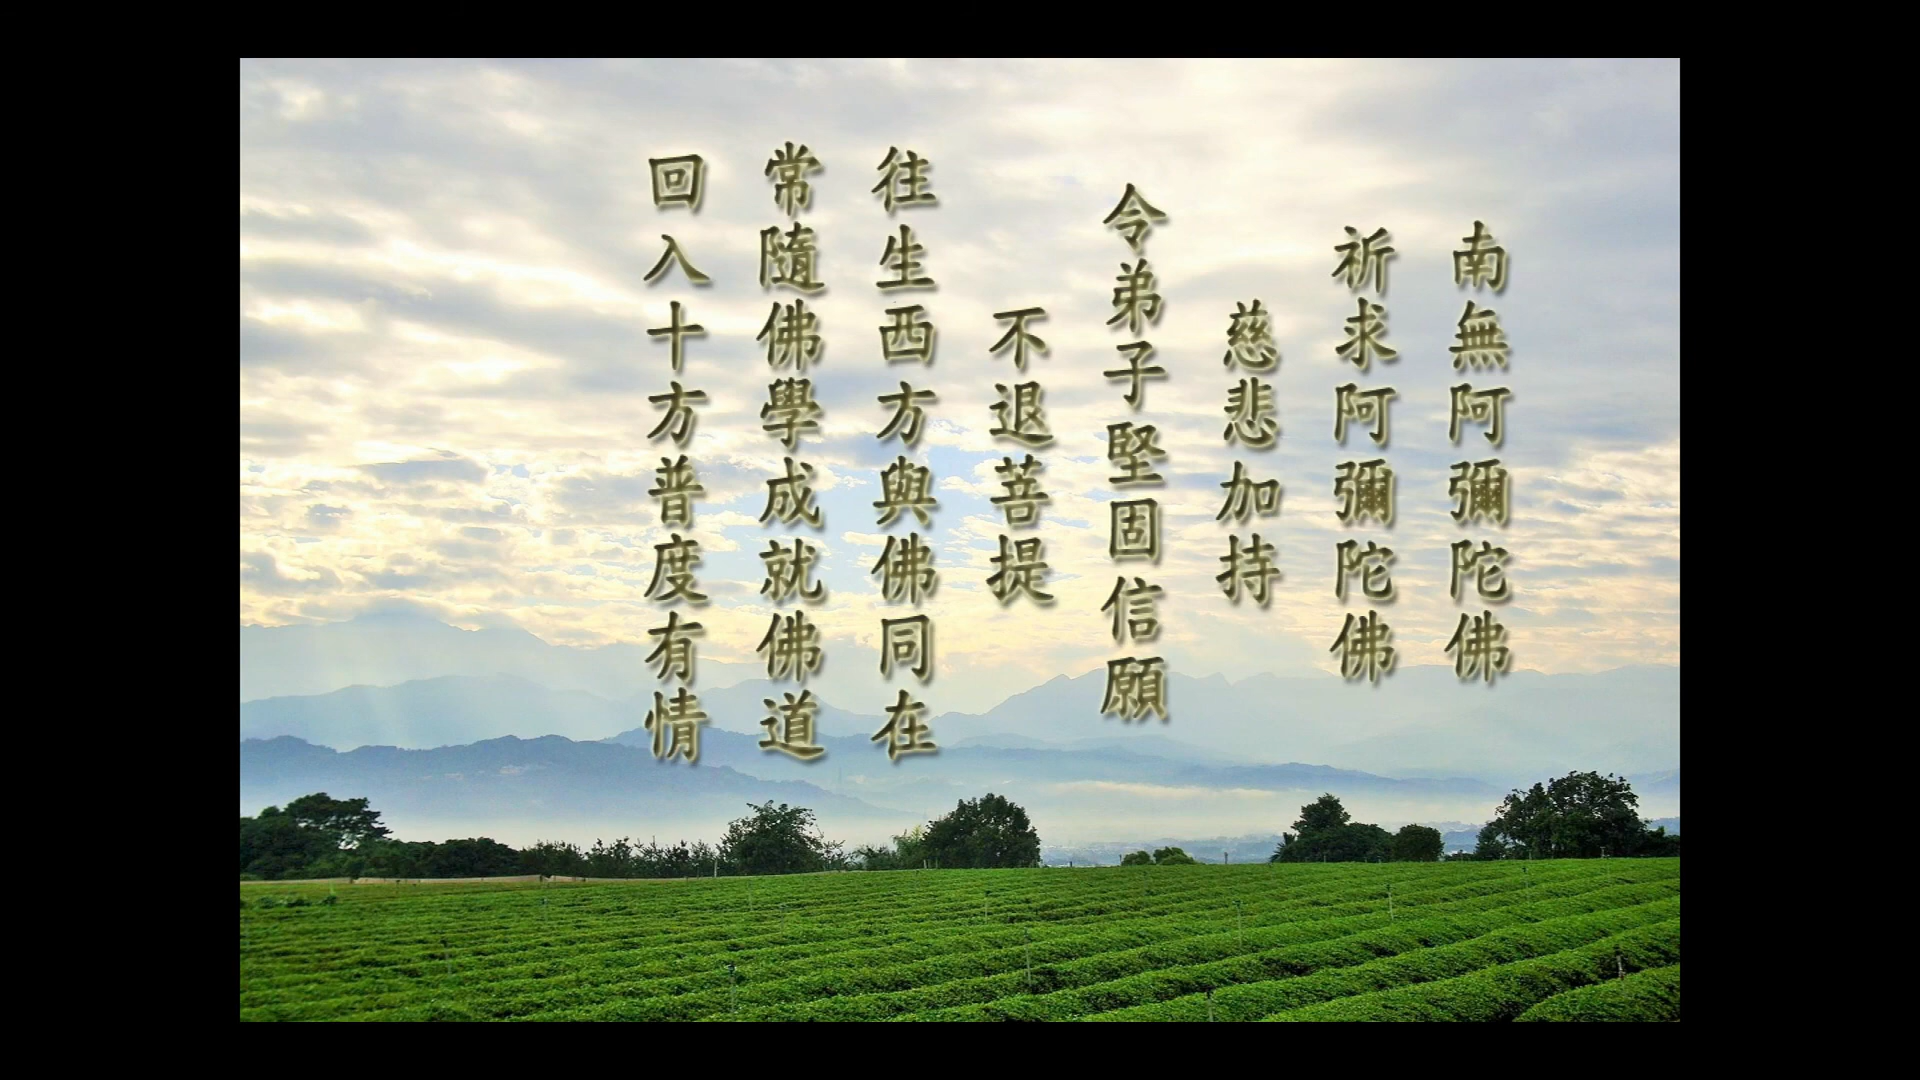 南無阿彌陀佛
祈求阿彌陀佛
慈悲加持
令弟子堅固信願
不退菩提
往生西方與佛同在
常隨佛學成就佛道
回入十方普度有情